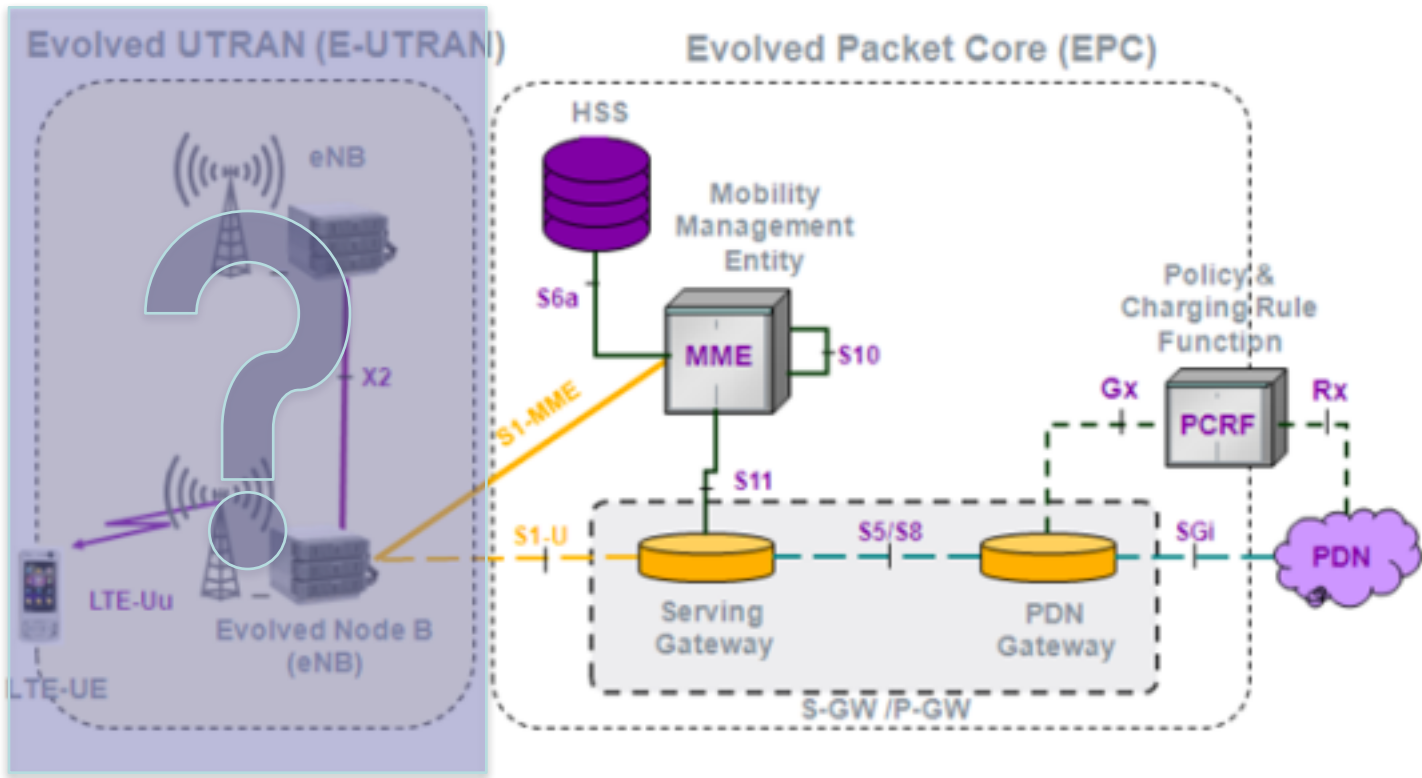 Evolved UTRAN (E-UTRAN)
Evolved Packet Core (EPC)
HSS
eNB
Mobility
Management
Entity
S6a
MME
S10
X2
S1-MME
S11
Policy &
Charging Rule
Function
Gx
PCRF
Rx
S1-U
S5/S8
SGi
PDN
LTE-Uu
Evolved Node B
(eNB)
LTE-UE
Serving
Gateway
PDN
Gateway
S-GW /P-GW
?